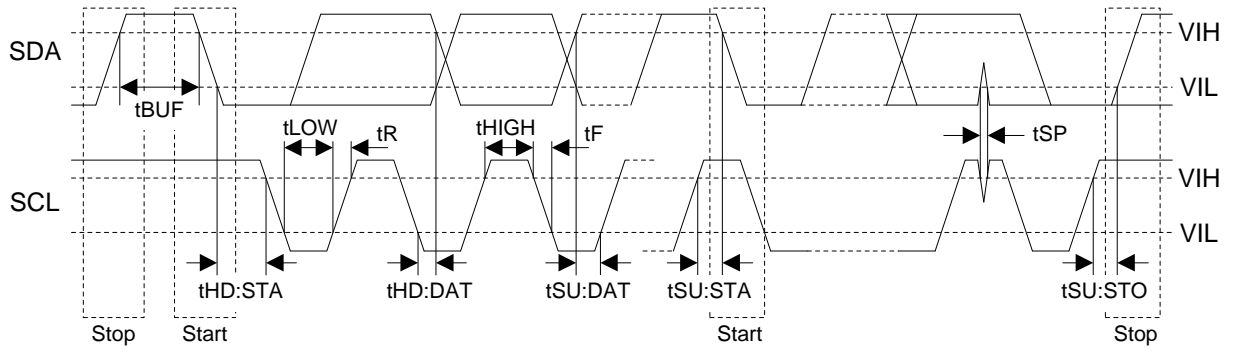 SDA
VIH
VIL
tBUF
tLOW
tR
tHIGH
tF
tSP
SCL
VIH
VIL
tHD:STA
tHD:DAT
tSU:DAT
tSU:STA
tSU:STO
Stop
Start
Start
Stop